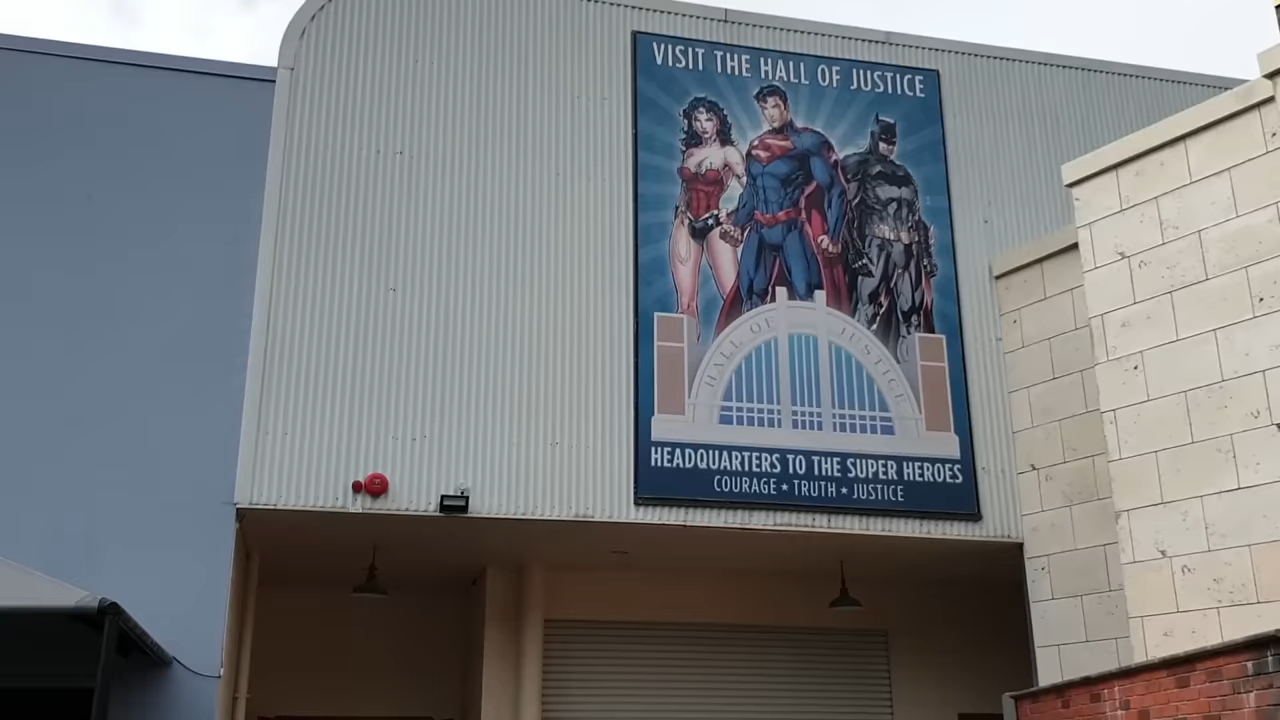 VISIT THE HALL OF JUSTICE
HALL OF JUSTICE
HEADQUARTERS TO THE SUPER HEROES
COURAGE ★ TRUTH ★ JUSTICE